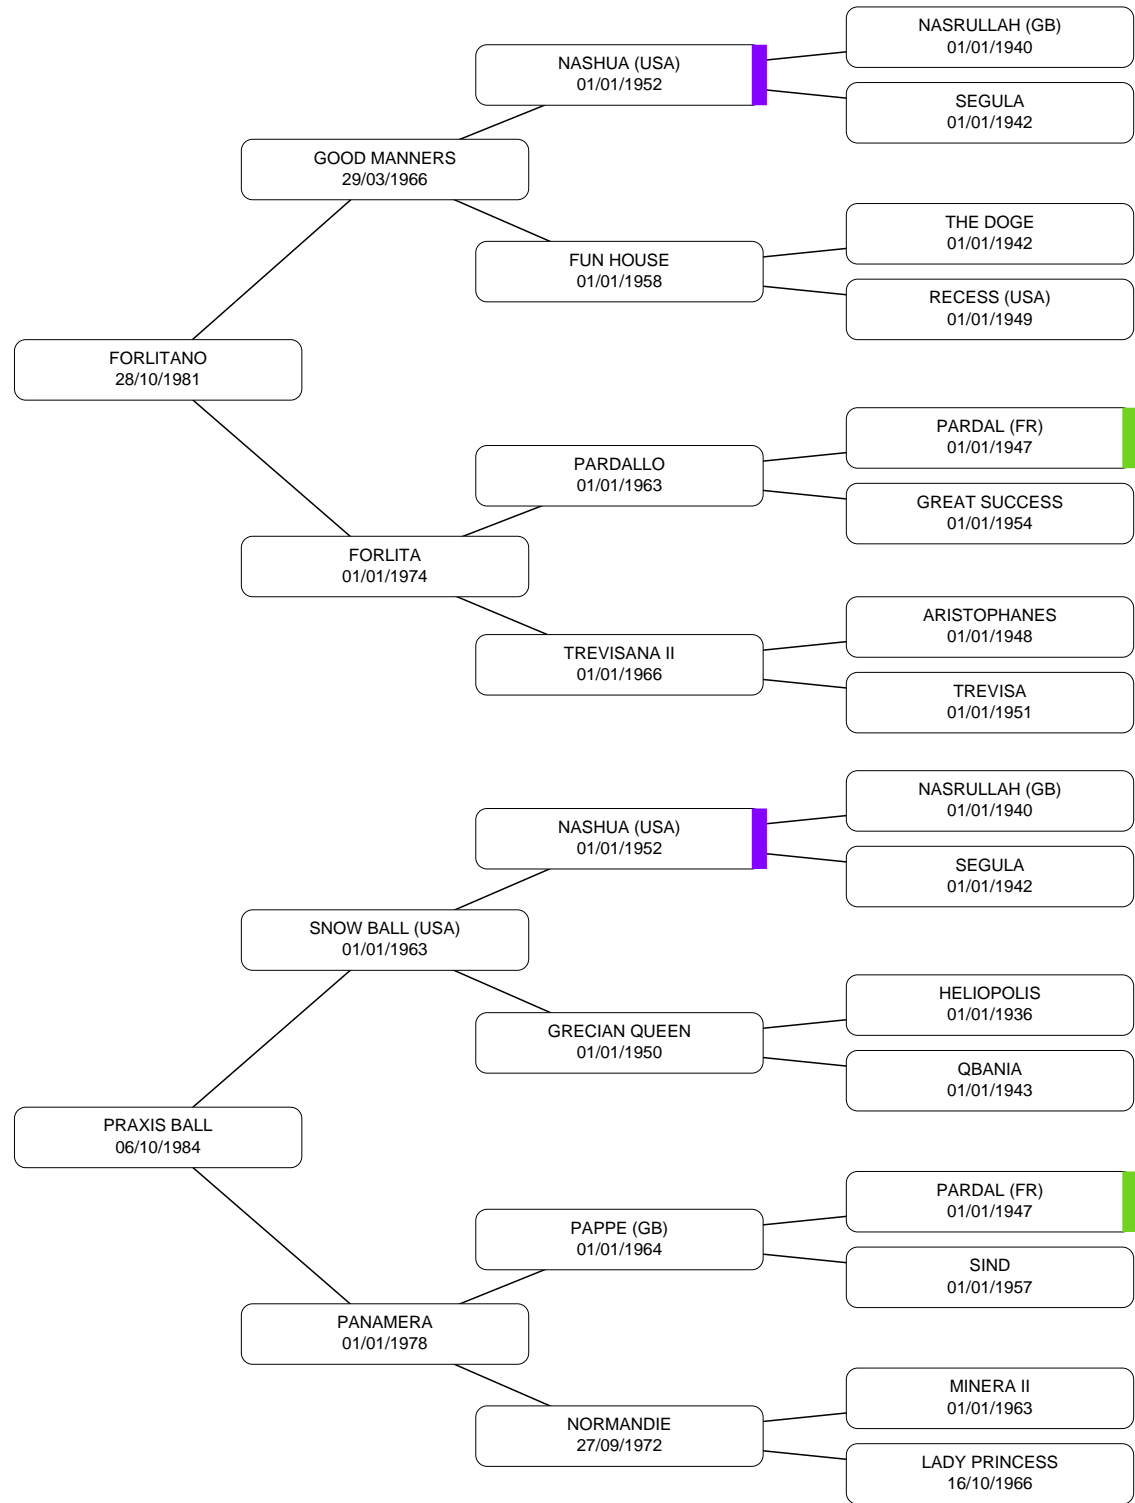 NASRULLAH (GB)
01/01/1940
NASHUA (USA)
01/01/1952
SEGULA
01/01/1942
GOOD MANNERS
29/03/1966
THE DOGE
01/01/1942
FUN HOUSE
01/01/1958
RECESS (USA)
01/01/1949
FORLITANO
28/10/1981
PARDAL (FR)
01/01/1947
PARDALLO
01/01/1963
GREAT SUCCESS
01/01/1954
FORLITA
01/01/1974
ARISTOPHANES
01/01/1948
TREVISANA II
01/01/1966
TREVISA
01/01/1951
NASRULLAH (GB)
01/01/1940
NASHUA (USA)
01/01/1952
SEGULA
01/01/1942
SNOW BALL (USA)
01/01/1963
HELIOPOLIS
01/01/1936
GRECIAN QUEEN
01/01/1950
QBANIA
01/01/1943
PRAXIS BALL
06/10/1984
PARDAL (FR)
01/01/1947
PAPPE (GB)
01/01/1964
SIND
01/01/1957
PANAMERA
01/01/1978
MINERA II
01/01/1963
NORMANDIE
27/09/1972
LADY PRINCESS
16/10/1966